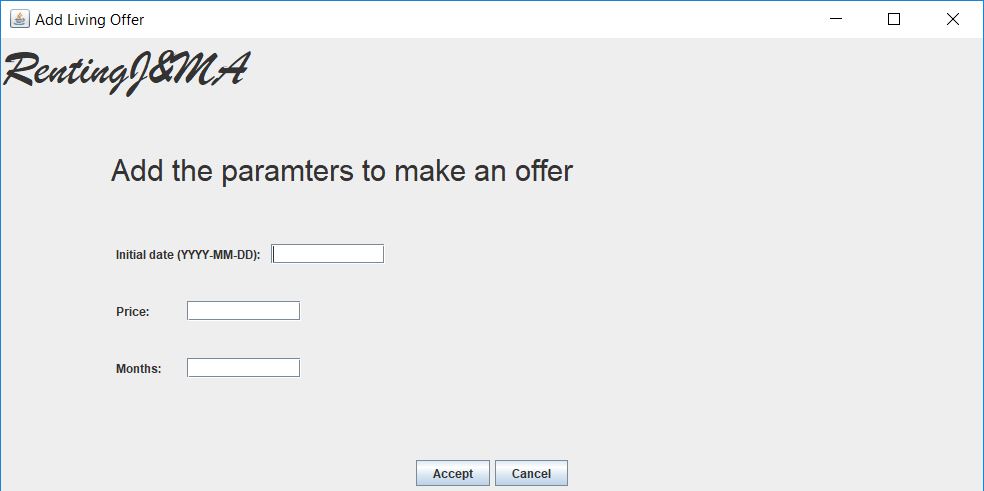 Add Living Offer
RentingJ&MA
Add the paramters to make an offer
Initial date (YYYY-MM-DD):
Price:
Months:
Accept Cancel